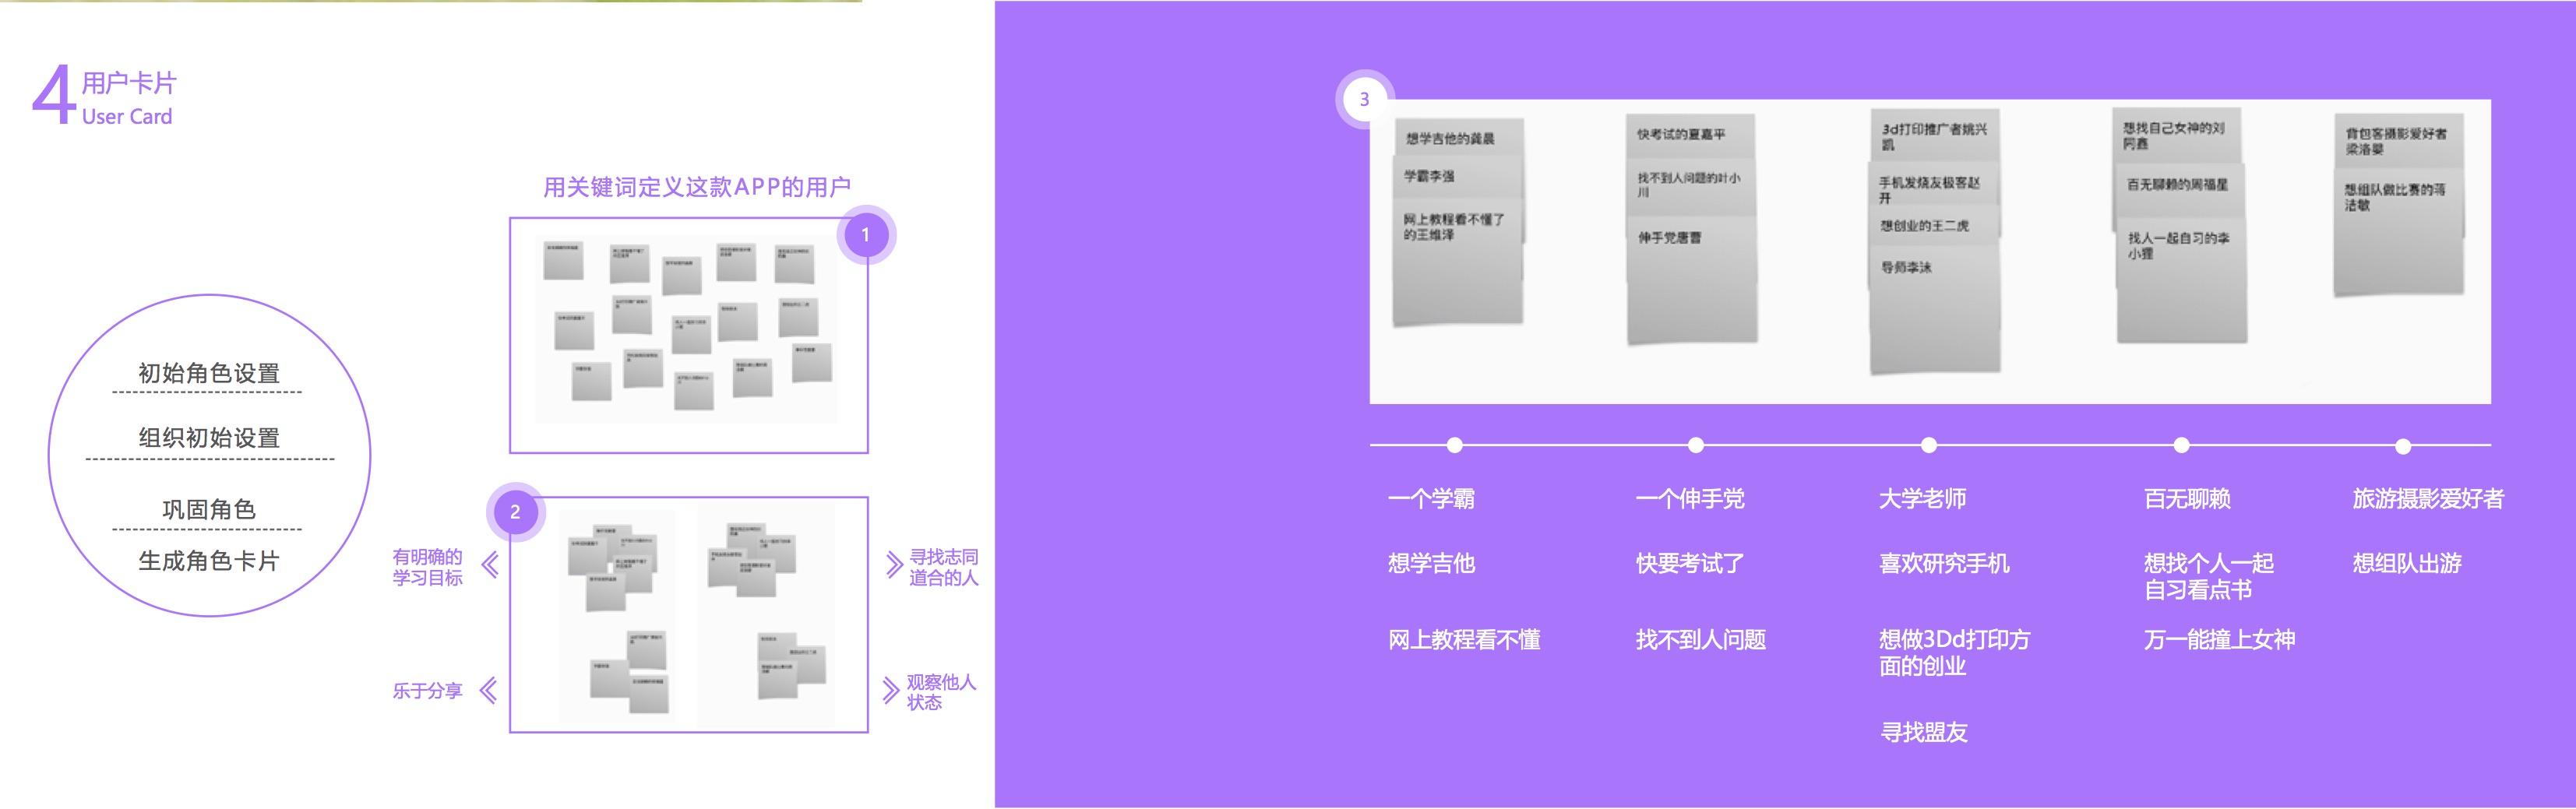 4
用户卡片
User Card
初始角色设置
组织初始设置
巩固角色
生成角色卡片
用关键词定义这款APP的用户
1
2
有明确的
学习目标
寻找志同
道合的人
乐于分享
观察他人
状态
3
想学吉他的龚晨
学霸李强
网上教程看不懂了
的王维泽
快考试的夏嘉平
找不到人问题的叶小
川
伸手党唐曹
3d打印推广者姚兴
凯
手机发烧友极客赵
开
想创业的王二虎
导师李沫
想找自己女神的刘
阿鑫
百无聊赖的周福星
找人一起自习的李
小狸
背包客摄影爱好者
梁洛晏
想组队做比赛的蒋
洁敏
一个学霸
想学吉他
网上教程看不懂
一个伸手党
快要考试了
找不到人问题
大学老师
喜欢研究手机
想做3Dd打印方
面的创业
寻找盟友
百无聊赖
想找个人一起
自习看点书
万一能撞上女神
旅游摄影爱好者
想组队出游